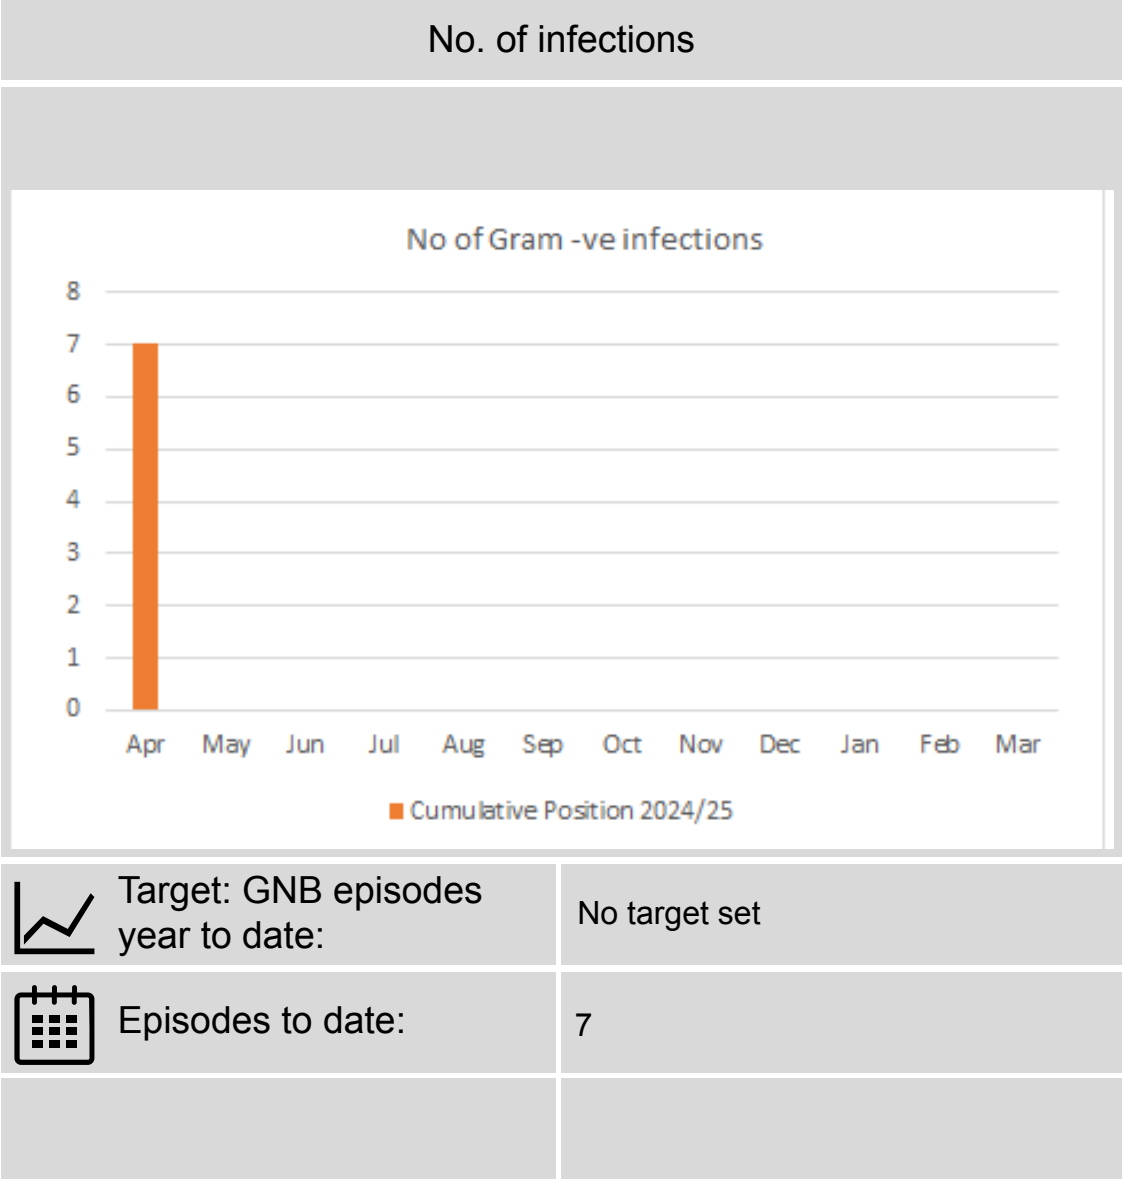 No. of infections
No of Gram -ve infections
8
7
6
5
4
3
2
1
0
Apr May Jun Jul Aug Sep Oct Nov Dec Jan Feb Mar
Cumulative Position 2024/25
Target: GNB episodes
year to date:
No target set
Episodes to date:
7